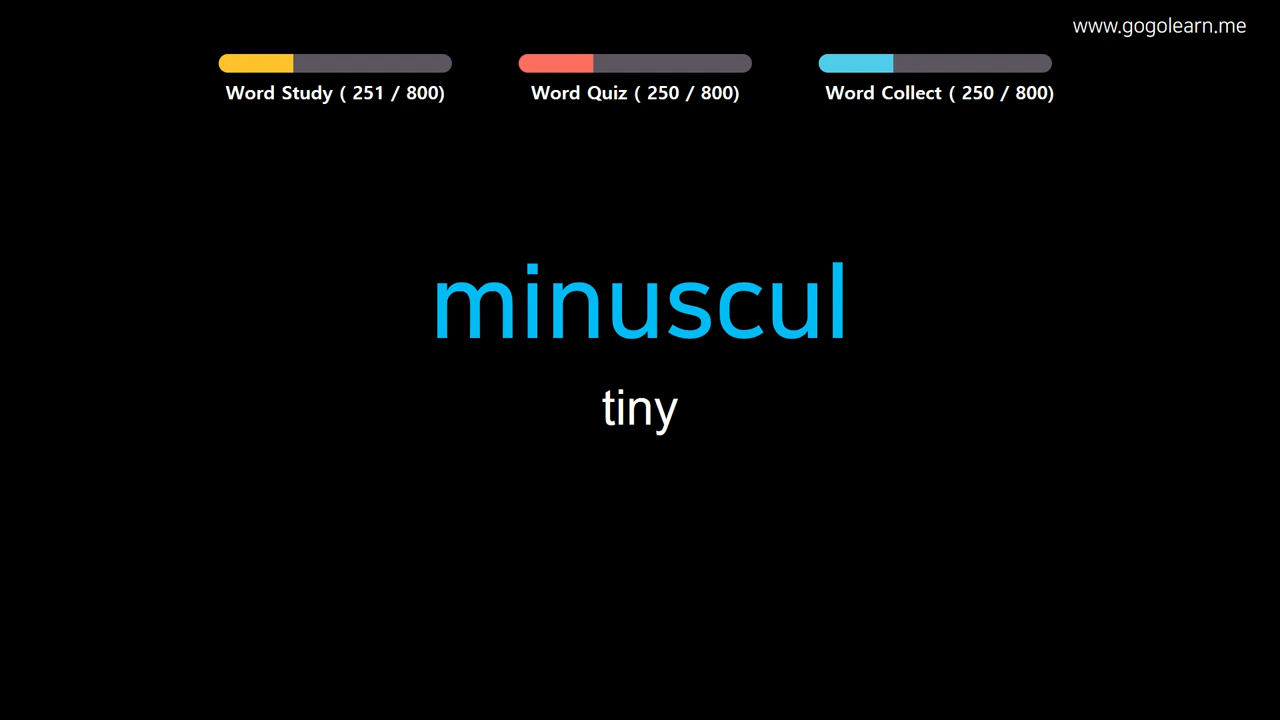 www.gogolearn.me
Word Study ( 251 / 800)
Word Quiz ( 250 / 800)
Word Collect ( 250 / 800)
minuscul
tiny